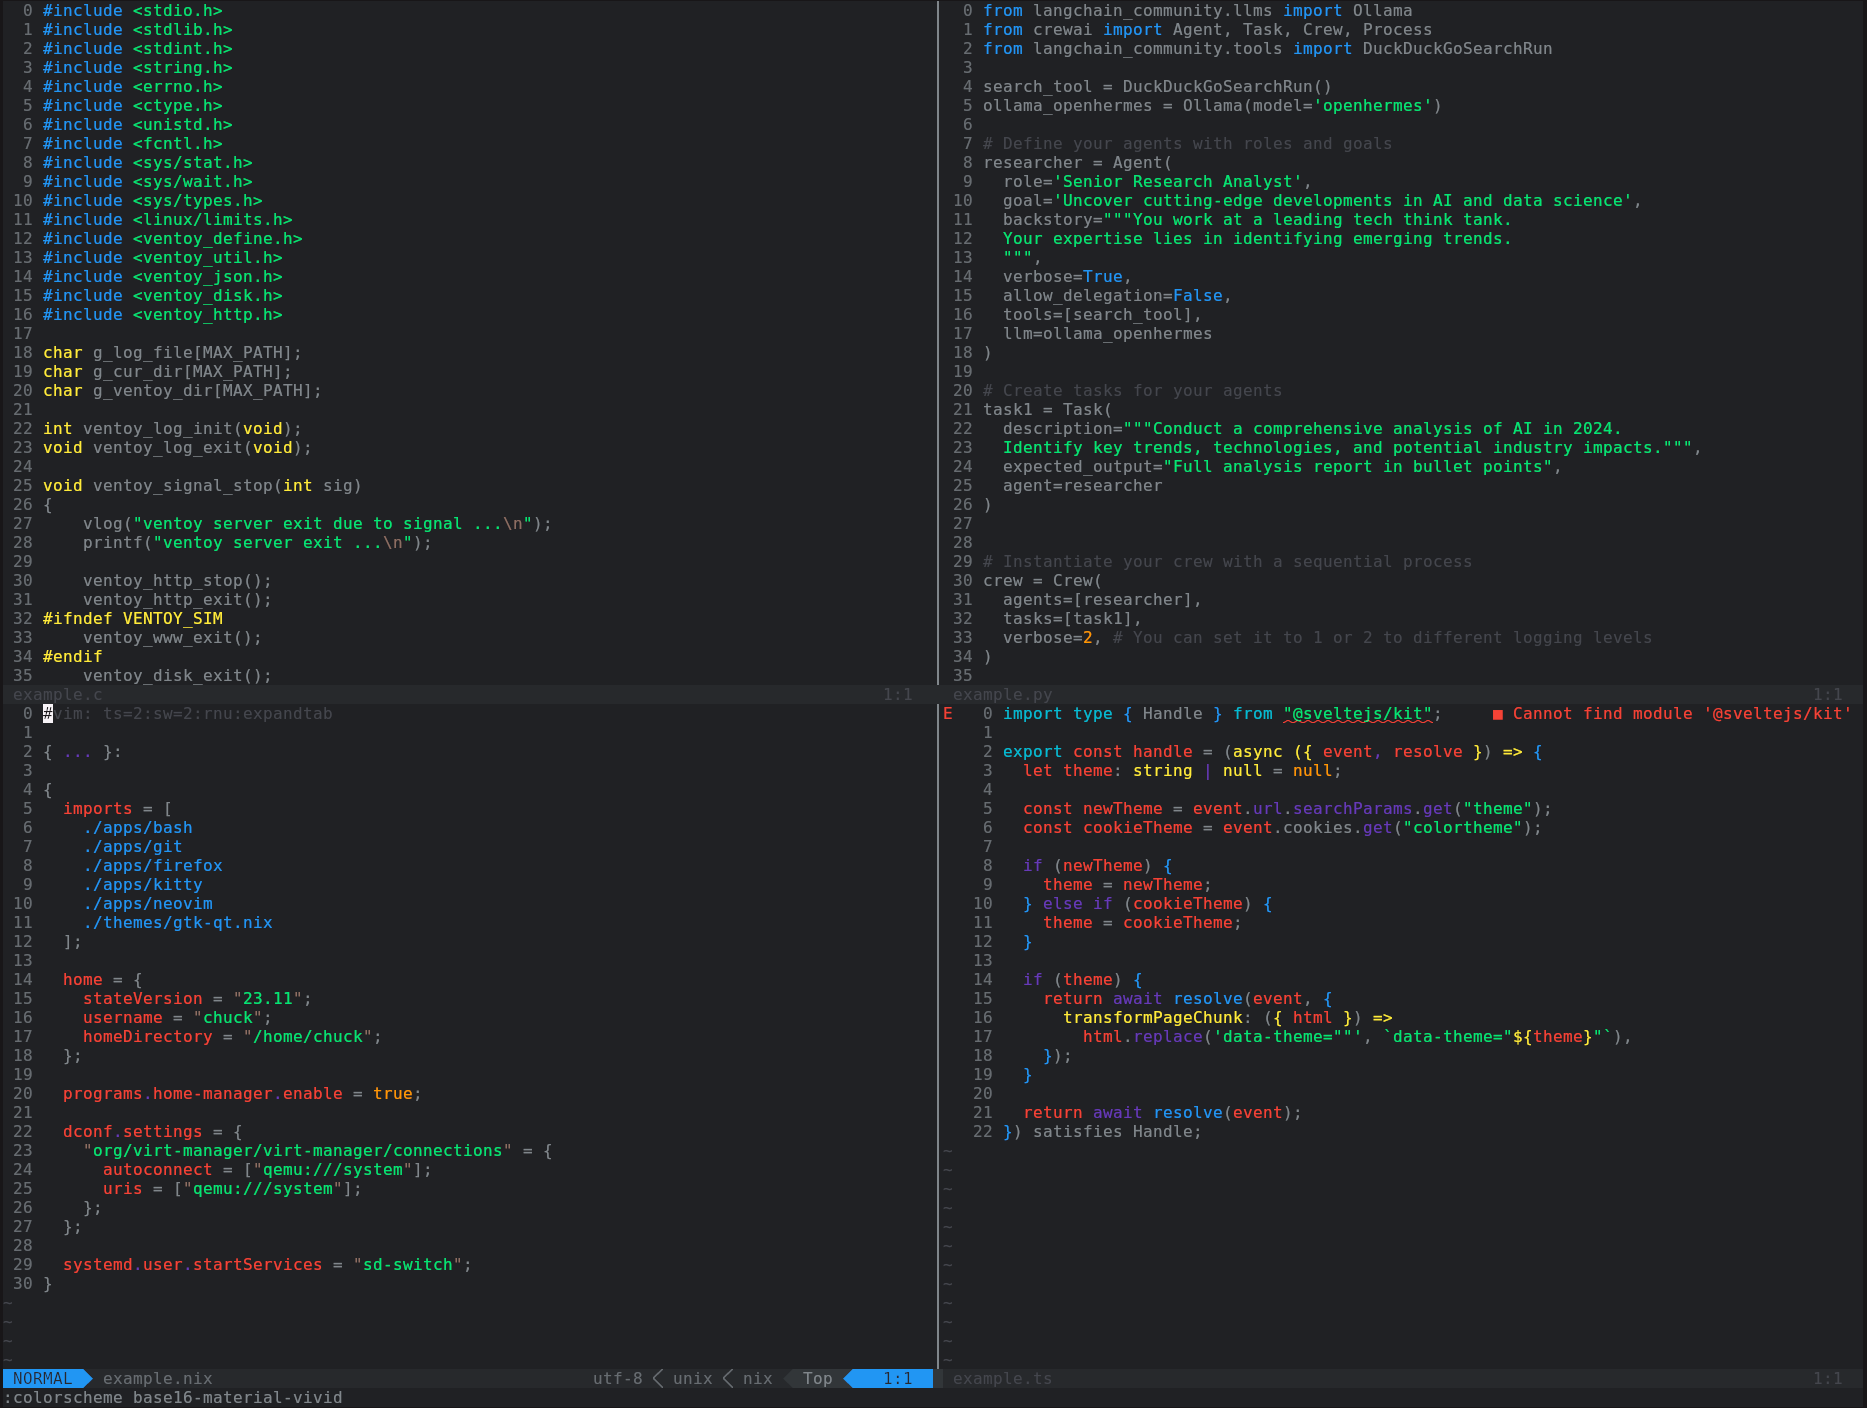 0 #include <stdio.h>
1 #include <stdlib.h>
2 #include <stdint.h>
3 #include <string.h>
4 #include <errno.h>
5 #include <ctype.h>
6 #include <unistd.h>
7 #include <fcntl.h>
8 #include <sys/stat.h>
9 #include <sys/wait.h>
10 #include <sys/types.h>
11 #include <linux/limits.h>
12 #include <ventoy_define.h>
13 #include <ventoy_util.h>
14 #include <ventoy_json.h>
15 #include <ventoy_disk.h>
16 #include <ventoy_http.h>
17
18 char g_log_file[MAX_PATH];
19 char g_cur_dir[MAX_PATH];
20 char g_ventoy_dir[MAX_PATH];
21
22 int ventoy_log_init(void);
23 void ventoy_log_exit(void);
24
25 void ventoy_signal_stop(int sig)
26 {
27     vlog("ventoy server exit due to signal ...\n");
28     printf("ventoy server exit ...\n");
29
30     ventoy_http_stop();
31     ventoy_http_exit();
32 #ifndef VENTOY_SIM
33     ventoy_www_exit();
34 #endif
35     ventoy_disk_exit();
example.c 1:1
0 from langchain_community.llms import Ollama
1 from crewai import Agent, Task, Crew, Process
2 from langchain_community.tools import DuckDuckGoSearchRun
3
4 search_tool = DuckDuckGoSearchRun()
5 ollama_openhermes = Ollama(model='openhermes')
6
7 # Define your agents with roles and goals
8 researcher = Agent(
9   role='Senior Research Analyst',
10   goal='Uncover cutting-edge developments in AI and data science',
11   backstory="""You work at a leading tech think tank.
12   Your expertise lies in identifying emerging trends.
13   """,
14   verbose=True,
15   allow_delegation=False,
16   tools=[search_tool],
17   llm=ollama_openhermes
18 )
19
20 # Create tasks for your agents
21 task1 = Task(
22   description="""Conduct a comprehensive analysis of AI in 2024.
23   Identify key trends, technologies, and potential industry impacts.""",
24   expected_output="Full analysis report in bullet points",
25   agent=researcher
26 )
27
28
29 # Instantiate your crew with a sequential process
30 crew = Crew(
31   agents=[researcher],
32   tasks=[task1],
33   verbose=2, # You can set it to 1 or 2 to different logging levels
34 )
35
example.py 1:1
0 #vim: ts=2:sw=2:rnu:expandtab
1
2 { ... }:
3
4 {
5   imports = [
6     ./apps/bash
7     ./apps/git
8     ./apps/firefox
9     ./apps/kitty
10     ./apps/neovim
11     ./themes/gtk-qt.nix
12   ];
13
14   home = {
15     stateVersion = "23.11";
16     username = "chuck";
17     homeDirectory = "/home/chuck";
18   };
19
20   programs.home-manager.enable = true;
21
22   dconf.settings = {
23     "org/virt-manager/virt-manager/connections" = {
24       autoconnect = ["qemu:///system"];
25       uris = ["qemu:///system"];
26     };
27   };
28
29   systemd.user.startServices = "sd-switch";
30 }
~
~
~
~
NORMAL example.nix utf-8 unix nix Top 1:1
E 0 import type { Handle } from "@sveltejs/kit"; ■ Cannot find module '@sveltejs/kit'
1
2 export const handle = (async ({ event, resolve }) => {
3   let theme: string | null = null;
4
5   const newTheme = event.url.searchParams.get("theme");
6   const cookieTheme = event.cookies.get("colortheme");
7
8   if (newTheme) {
9     theme = newTheme;
10   } else if (cookieTheme) {
11     theme = cookieTheme;
12   }
13
14   if (theme) {
15     return await resolve(event, {
16       transformPageChunk: ({ html }) =>
17         html.replace('data-theme=""', `data-theme="${theme}"`),
18     });
19   }
20
21   return await resolve(event);
22 }) satisfies Handle;
~
~
~
~
~
~
~
~
~
~
~
~
example.ts 1:1
:colorscheme base16-material-vivid